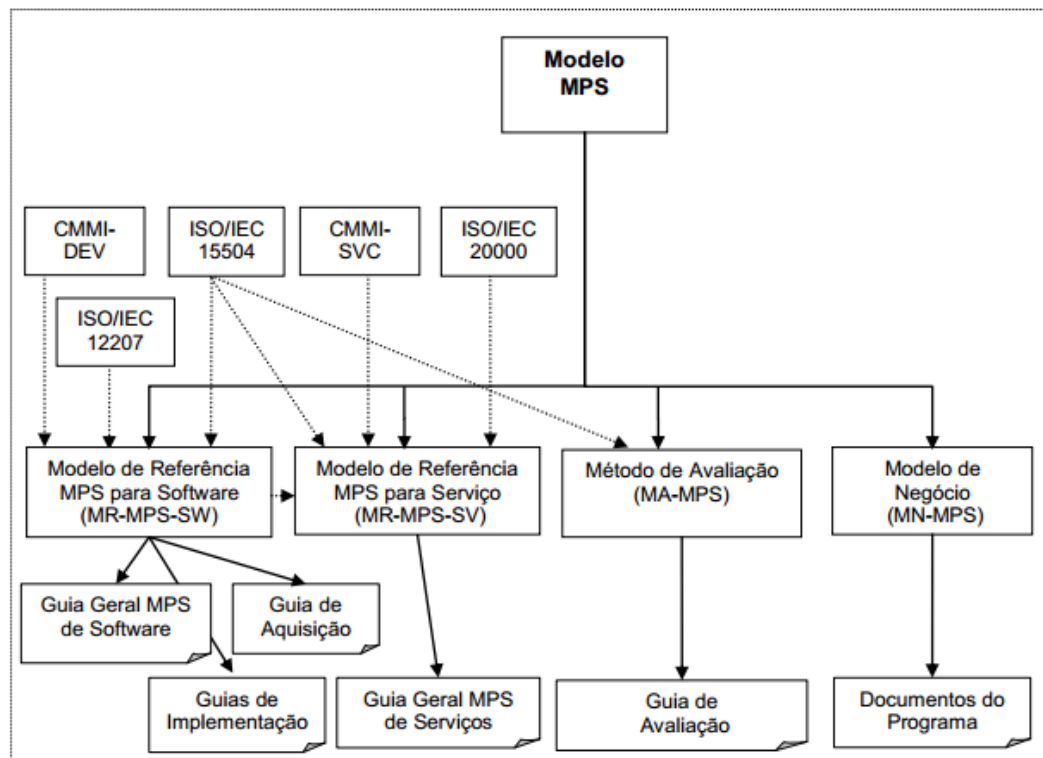 Modelo
MPS
CMMI-
DEV
ISO/IEC
15504
CMMI-
SVC
ISO/IEC
20000
ISO/IEC
12207
Modelo de Referência
MPS para Software
(MR-MPS-SW)
Modelo de Referência
MPS para Serviço
(MR-MPS-SV)
Método de Avaliação
(MA-MPS)
Modelo de
Negócio
(MN-MPS)
Guia Geral MPS
de Software
Guia de
Aquisição
Guias de
Implementação
Guia Geral MPS
de Serviços
Guia de
Avaliação
Documentos do
Programa